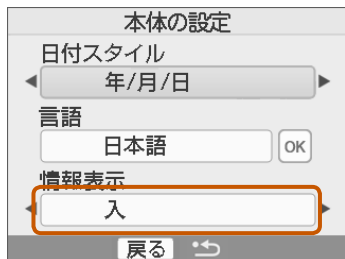 本体の設定
日付スタイル
年/月/日
言語
日本語 OK
情報表示
入
戻る